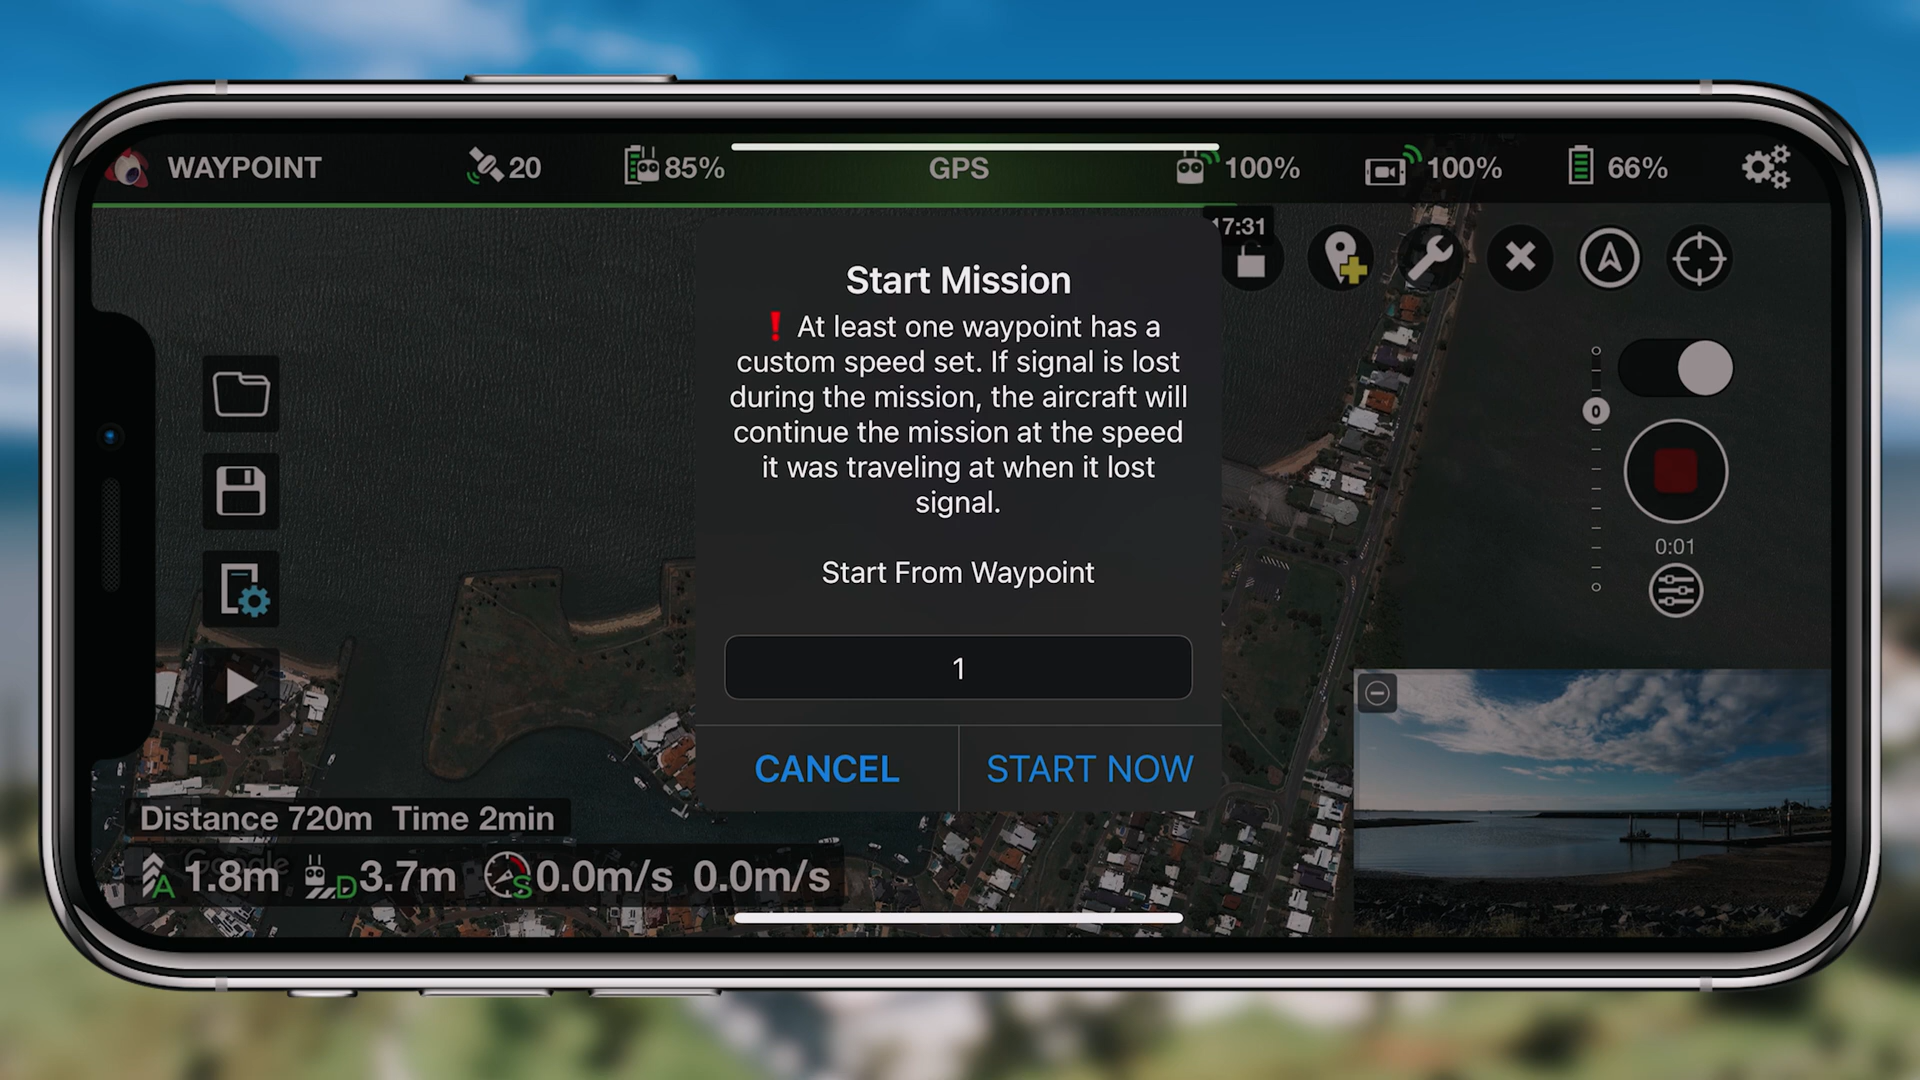 WAYPOINT
20
85%
GPS
100%
100%
66%
17:31
Start Mission
❗ At least one waypoint has a
custom speed set. If signal is lost
during the mission, the aircraft will
continue the mission at the speed
it was traveling at when it lost
signal.
Start From Waypoint
1
CANCEL
START NOW
0
0:01
Distance 720m Time 2min
Google
A 1.8m D 3.7m S 0.0m/s 0.0m/s